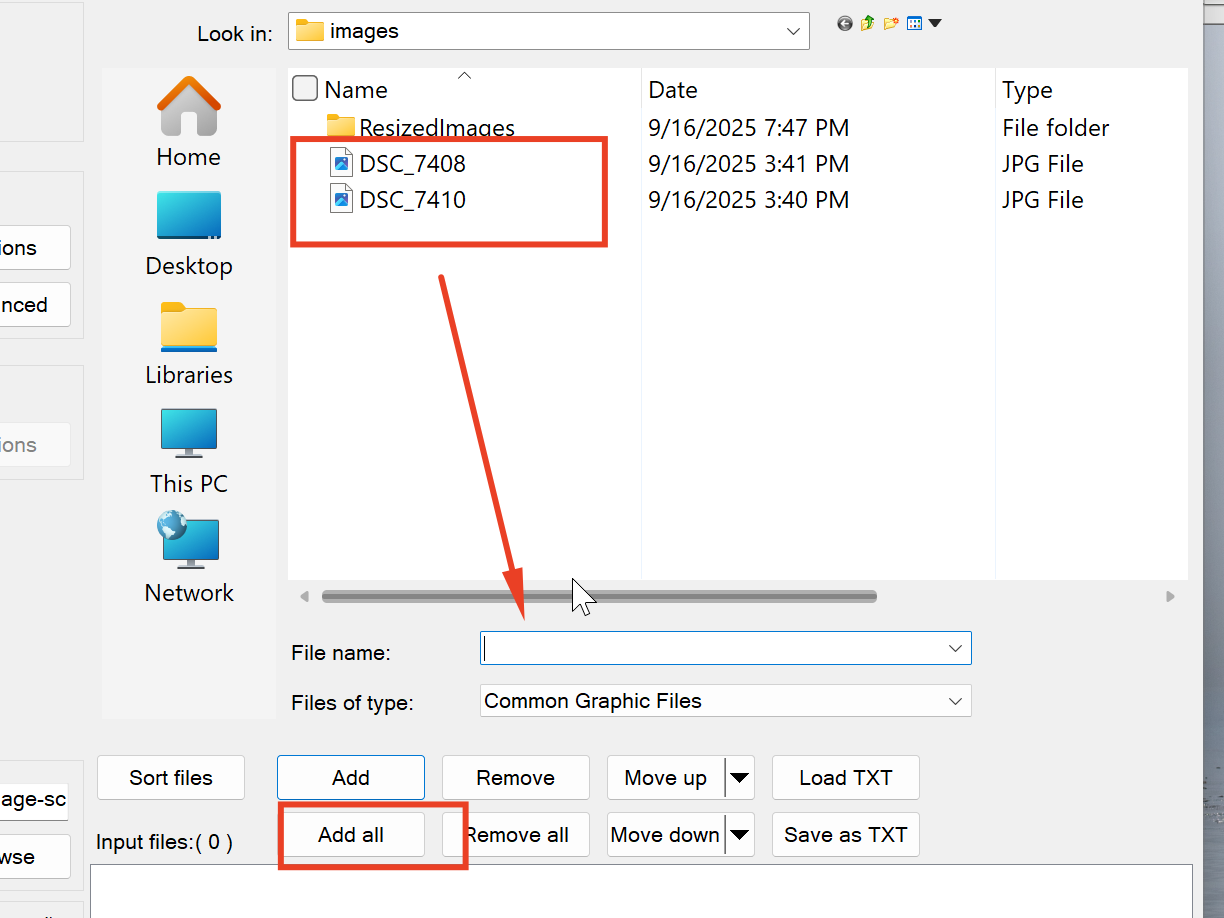 Look in: images
Name Date Type
ResizedImages 9/16/2025 7:47 PM File folder
DSC_7408 9/16/2025 3:41 PM JPG File
DSC_7410 9/16/2025 3:40 PM JPG File
Home
Desktop
Libraries
This PC
Network
ions
nced
ions
File name:
Files of type: Common Graphic Files
Sort files Add Remove Move up Load TXT
age-sc
Input files:( 0 ) Add all Remove all Move down Save as TXT
wse